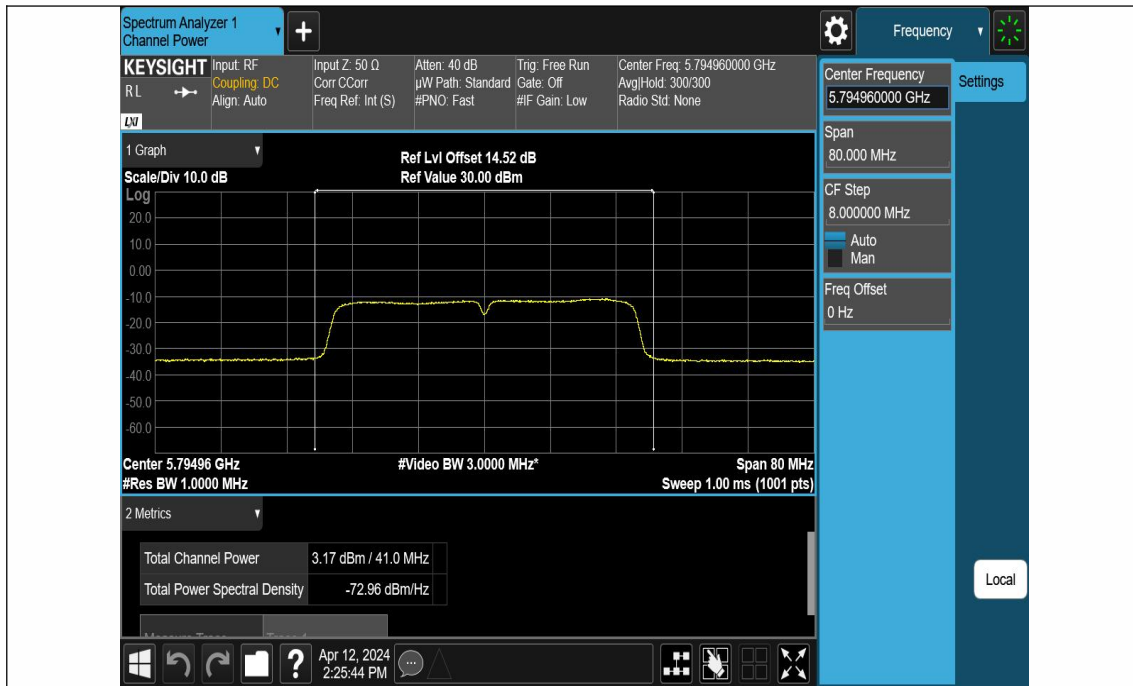 Spectrum Analyzer 1
Channel Power
+
Frequency
KEYSIGHT
R L
LXI
Input: RF
Coupling: DC
Align: Auto
Input Z: 50 Ω
Corr CCorr
Freq Ref: Int (S)
Atten: 40 dB
µW Path: Standard
#PNO: Fast
Trig: Free Run
Gate: Off
#IF Gain: Low
Center Freq: 5.794960000 GHz
Avg|Hold: 300/300
Radio Std: None
Center Frequency
5.794960000 GHz
Settings
Span
80.000 MHz
CF Step
8.000000 MHz
Auto
Man
Freq Offset
0 Hz
1 Graph
Scale/Div 10.0 dB
Ref Lvl Offset 14.52 dB
Ref Value 30.00 dBm
Log
20.0
10.0
0.00
-10.0
-20.0
-30.0
-40.0
-50.0
-60.0
Center 5.79496 GHz
#Video BW 3.0000 MHz*
Span 80 MHz
#Res BW 1.0000 MHz
Sweep 1.00 ms (1001 pts)
2 Metrics
Total Channel Power 3.17 dBm / 41.0 MHz
Total Power Spectral Density -72.96 dBm/Hz
Local
?
Apr 12, 2024
2:25:44 PM